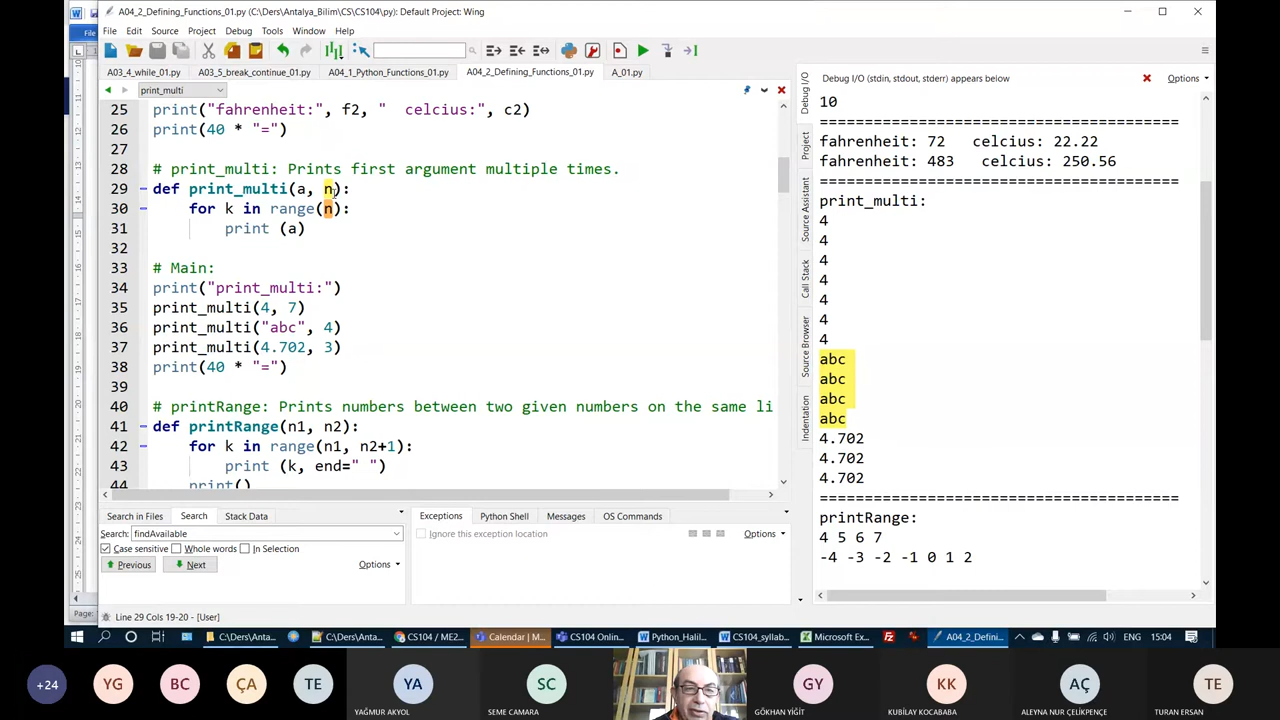 A04_2_Defining_Functions_01.py (C:\Ders\Antalya_Bilim\CS\CS104\py): Default Project: Wing
File
File Edit Source Project Debug Tools Window Help
A03_4_while_01.py A03_5_break_continue_01.py A04_1_Python_Functions_01.py A04_2_Defining_Functions_01.py A_01.py
print_multi
25 print("fahrenheit:", f2, "  celcius:", c2)
26 print(40 * "=")
27
28 # print_multi: Prints first argument multiple times.
29 def print_multi(a, n):
30 for k in range(n):
31 print (a)
32
33 # Main:
34 print("print_multi:")
35 print_multi(4, 7)
36 print_multi("abc", 4)
37 print_multi(4.702, 3)
38 print(40 * "=")
39
40 # printRange: Prints numbers between two given numbers on the same li
41 def printRange(n1, n2):
42 for k in range(n1, n2+1):
43 print (k, end=" ")
44 print()
Search in Files Search Stack Data
Search: findAvailable
Case sensitive Whole words In Selection
Previous Next Options
Exceptions Python Shell Messages OS Commands
Ignore this exception location Options
Debug I/O
Project
Source Assistant
Call Stack
Source Browser
Indentation
Debug I/O (stdin, stdout, stderr) appears below Options
10
========================================
fahrenheit: 72   celcius: 22.22
fahrenheit: 483   celcius: 250.56
========================================
print_multi:
4
4
4
4
4
4
4
abc
abc
abc
abc
4.702
4.702
4.702
========================================
printRange:
4 5 6 7
-4 -3 -2 -1 0 1 2
Line 29 Cols 19-20 - [User]
Page:
C:\Ders\Anta... C:\Ders\Anta... CS104 / ME2... Calendar | M... CS104 Onlin... Python_Halil... CS104_syllab... Microsoft Ex... A04_2_Defini... ENG 15:04
+24 YG BC ÇA TE YA SC GY KK AÇ TE
YAĞMUR AKYOL SEME CAMARA GÖKHAN YİĞİT KUBİLAY KOCABABA ALEYNA NUR ÇELİKPENÇE TURAN ERSAN